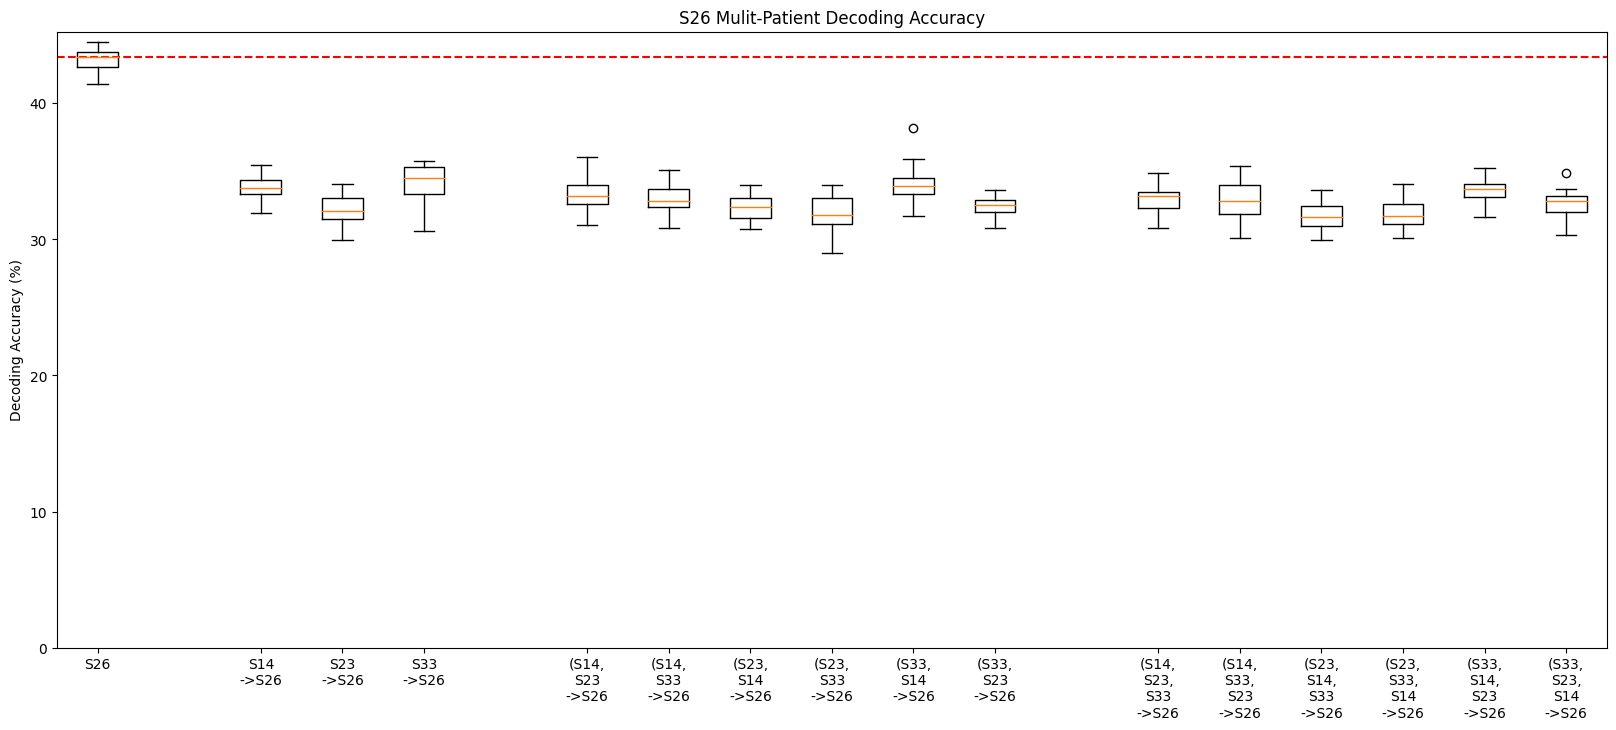 S26 Mulit-Patient Decoding Accuracy
Decoding Accuracy (%)
40
30
20
10
0
S26
S14
->S26
S23
->S26
S33
->S26
(S14,
S23
->S26
(S14,
S33
->S26
(S23,
S14
->S26
(S23,
S33
->S26
(S33,
S14
->S26
(S33,
S23
->S26
(S14,
S23,
S33
->S26
(S14,
S33,
S23
->S26
(S23,
S14,
S33
->S26
(S23,
S33,
S14
->S26
(S33,
S14,
S23
->S26
(S33,
S23,
S14
->S26